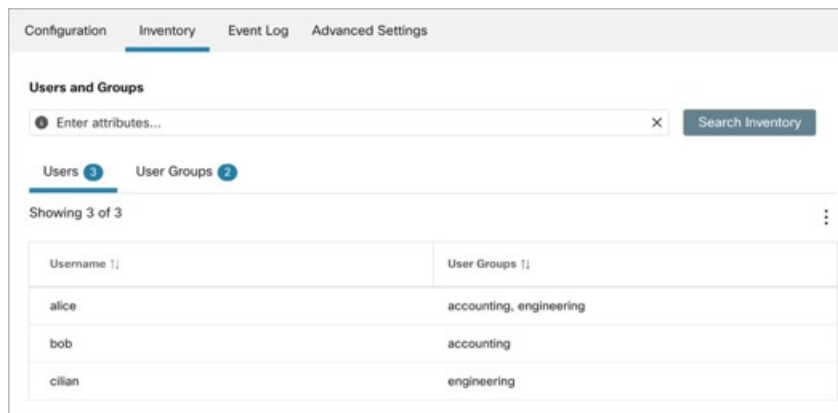 Configuration Inventory Event Log Advanced Settings
Users and Groups
Enter attributes... Search Inventory
Users 3 User Groups 2
Showing 3 of 3
Username User Groups
alice accounting, engineering
bob accounting
cilian engineering